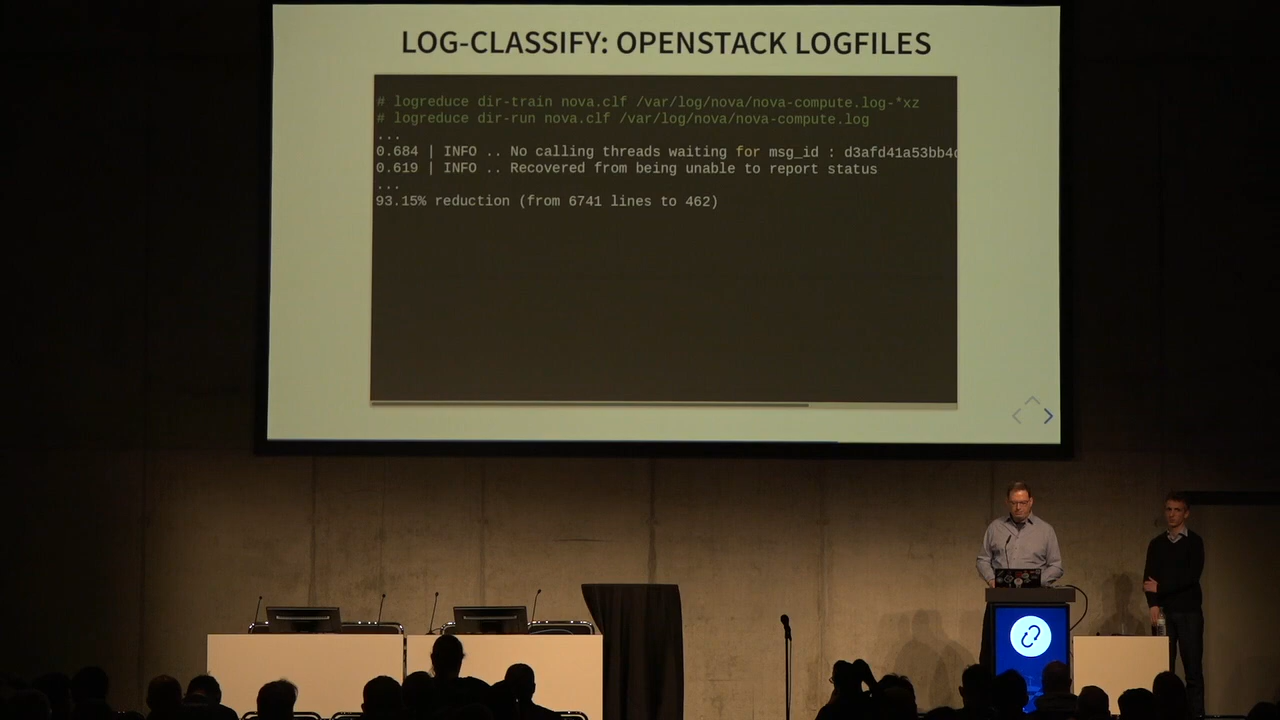 LOG-CLASSIFY: OPENSTACK LOGFILES
# logreduce dir-train nova.clf /var/log/nova/nova-compute.log-*xz
# logreduce dir-run nova.clf /var/log/nova/nova-compute.log
...
0.684 | INFO .. No calling threads waiting for msg_id : d3afd41a53bb4
0.619 | INFO .. Recovered from being unable to report status
...
93.15% reduction (from 6741 lines to 462)